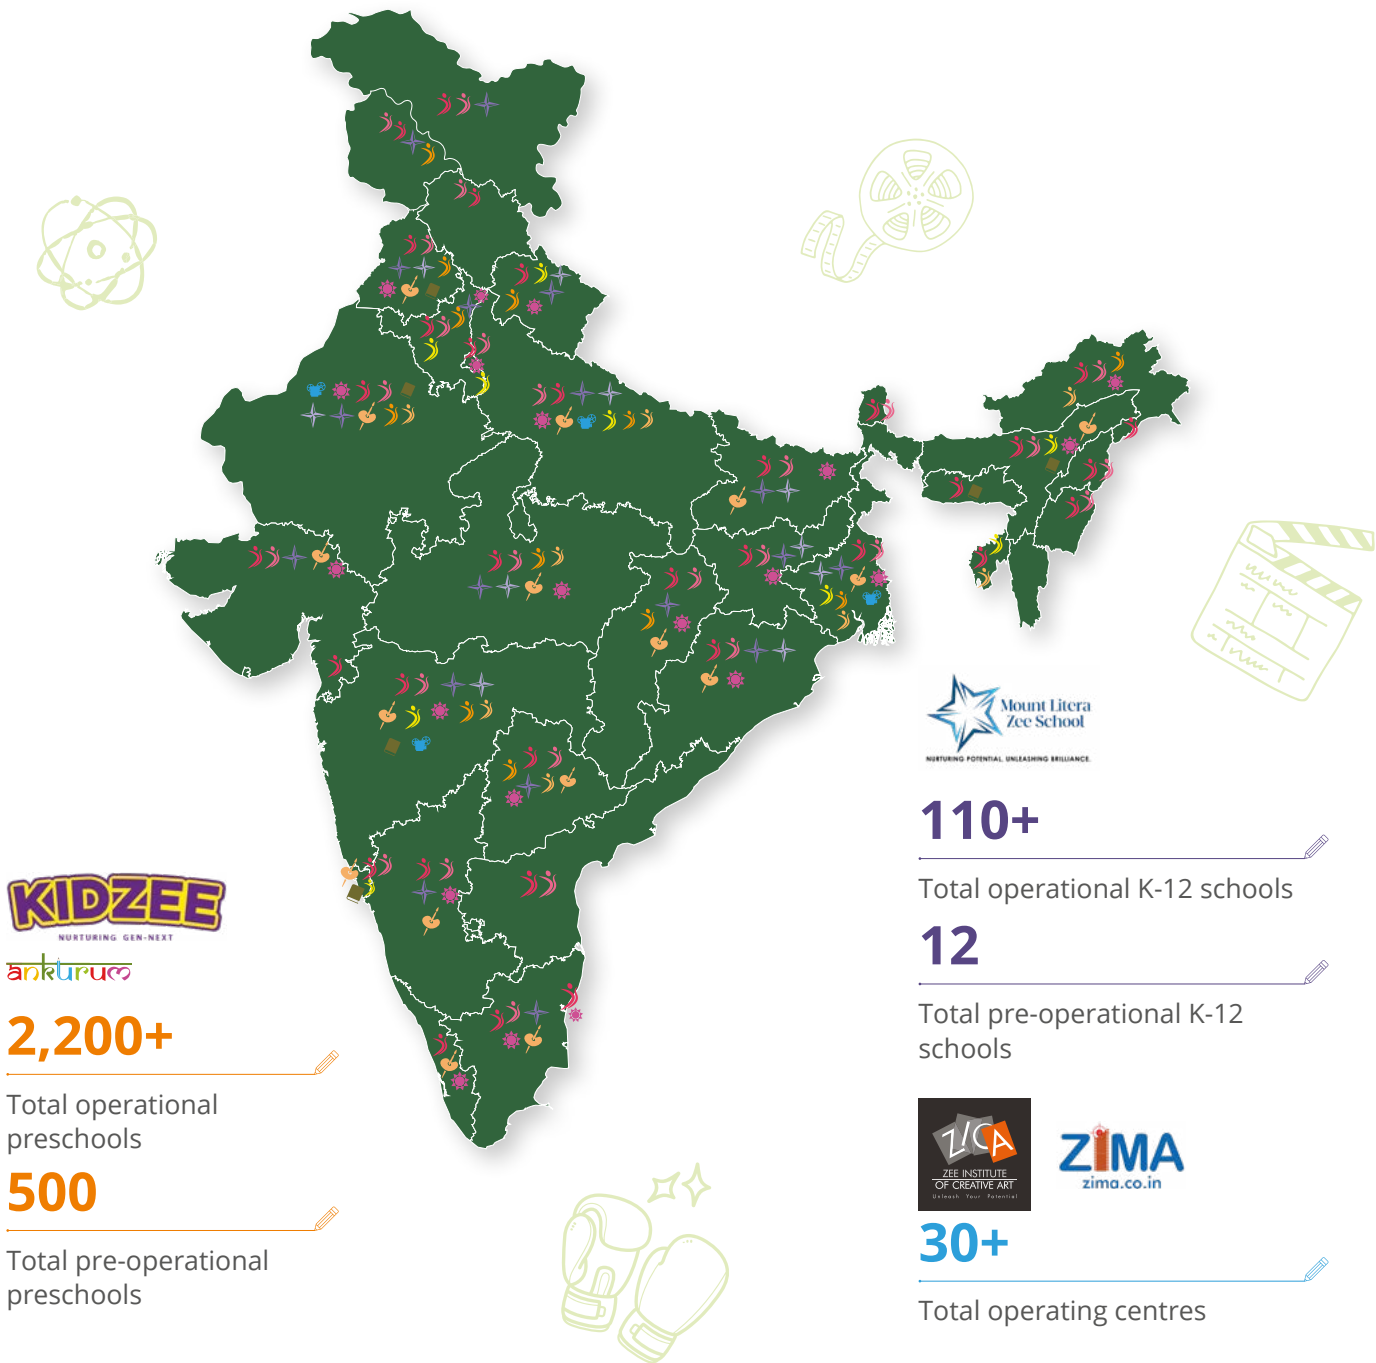 KIDZEE
NURTURING GEN-NEXT
ankurum
2,200+
Total operational
preschools
500
Total pre-operational
preschools
Mount Litera
Zee School
NURTURING POTENTIAL, UNLEASHING BRILLIANCE.
110+
Total operational K-12 schools
12
Total pre-operational K-12
schools
ZICA
ZEE INSTITUTE
OF CREATIVE ART
Unleash Your Potential
ZIMA
zima.co.in
30+
Total operating centres